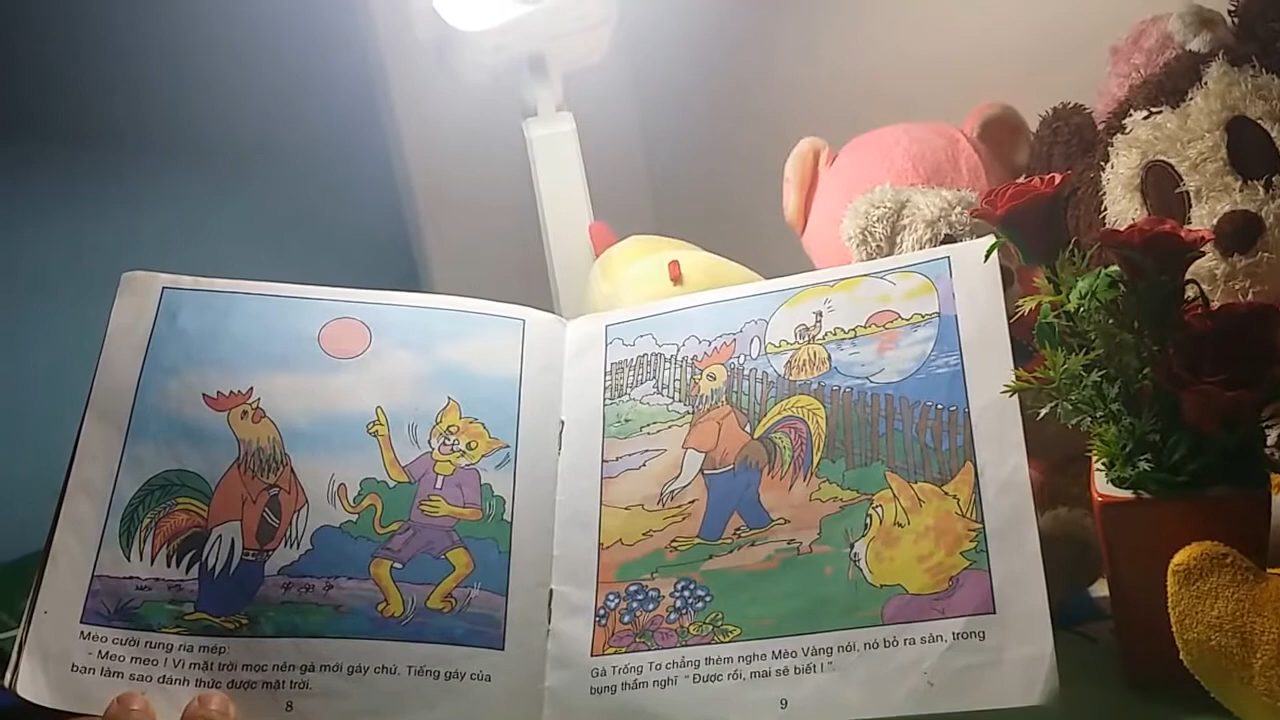 Mèo cười rung ria mép:
- Meo meo ! Vì mặt trời mọc nên gà mới gáy chứ. Tiếng gáy của
bạn làm sao đánh thức được mặt trời.
8
Gà Trống Tơ chẳng thèm nghe Mèo Vàng nói, nó bỏ ra sân, trong
bụng thầm nghĩ " Được rồi, mai sẽ biết ! ".
9